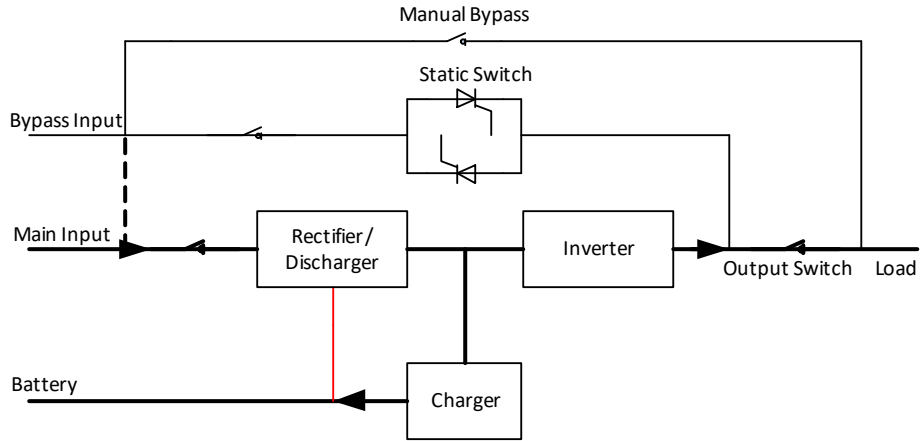 Manual Bypass
Static Switch
Bypass Input
Main Input
Rectifier/
Discharger
Inverter
Output Switch
Load
Battery
Charger